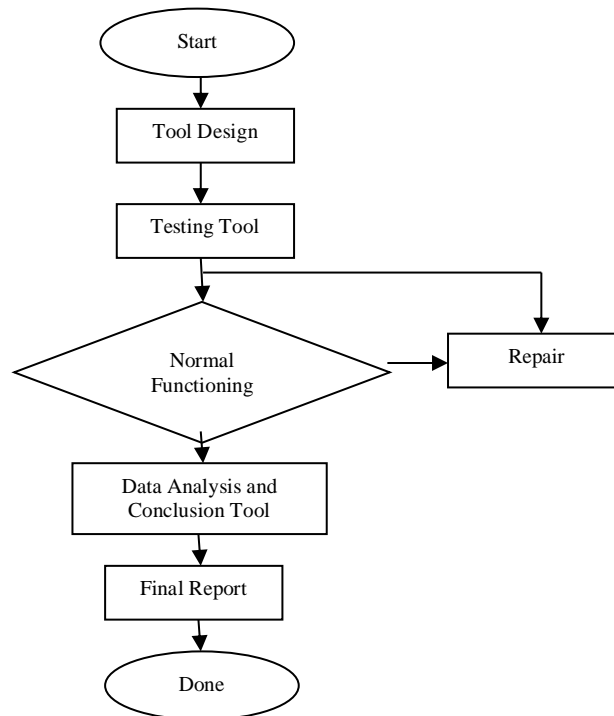 Start
Tool Design
Testing Tool
Normal
Functioning
Repair
Data Analysis and
Conclusion Tool
Final Report
Done